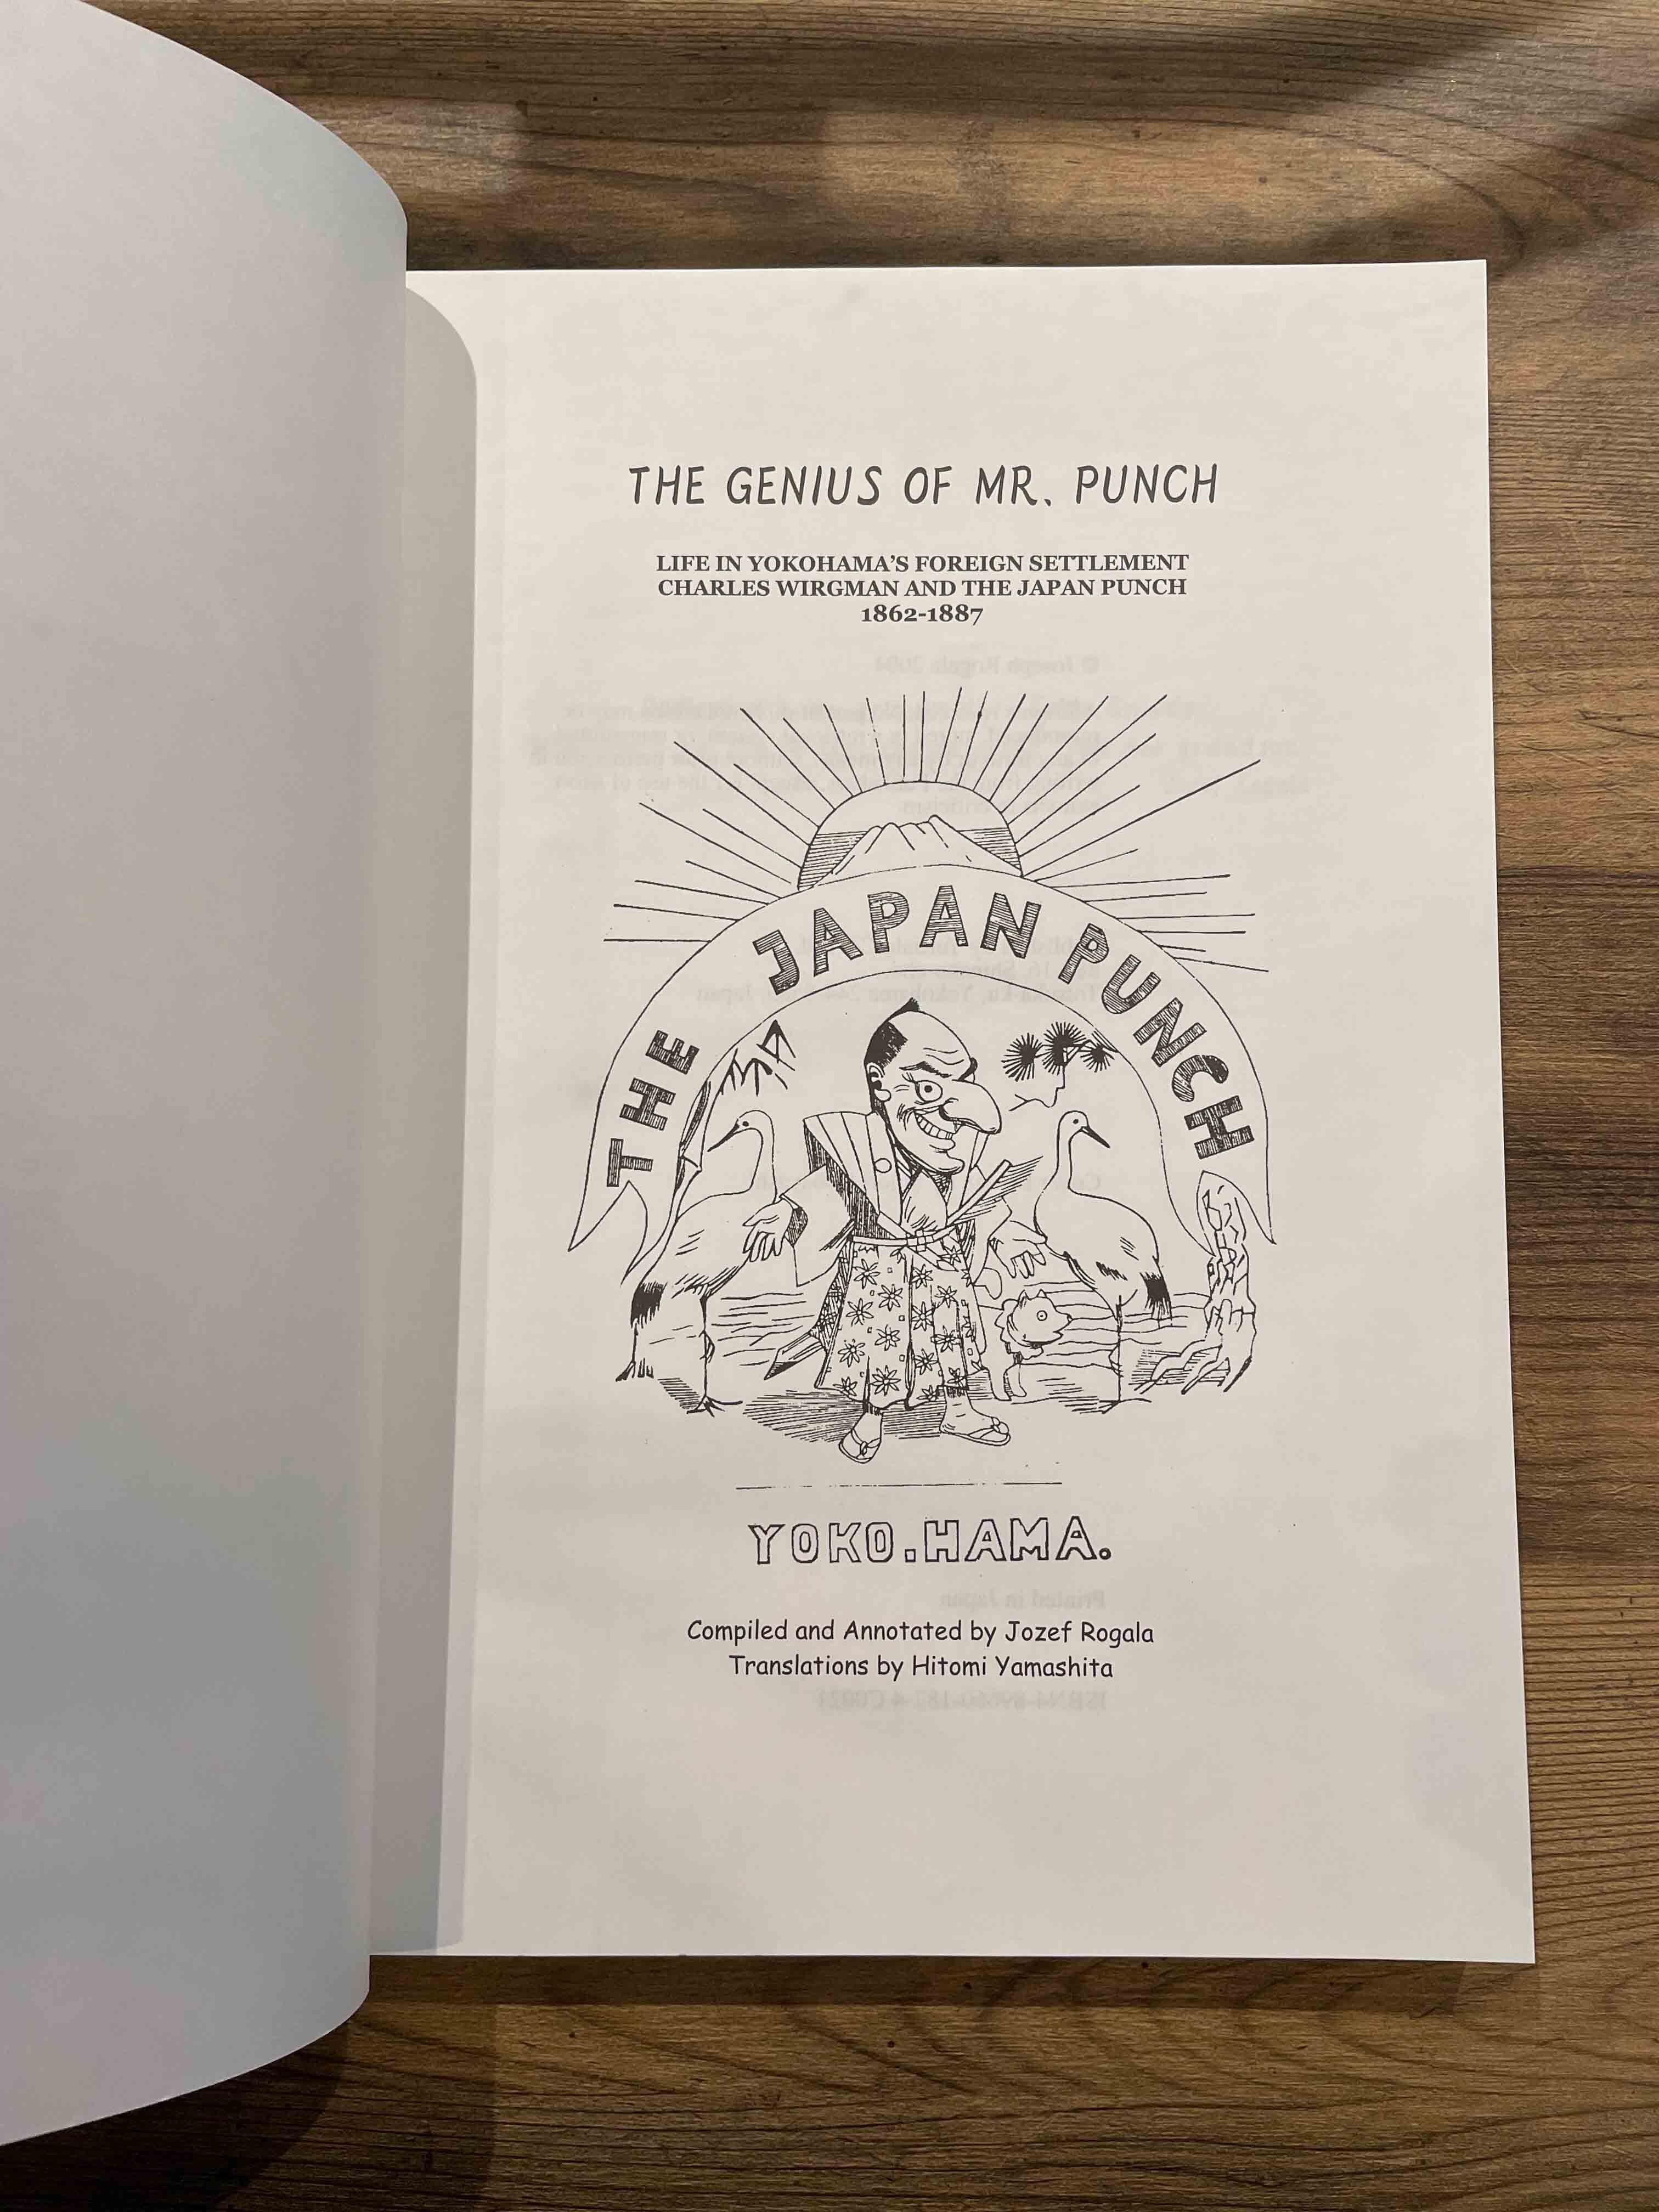 THE GENIUS OF MR. PUNCH
LIFE IN YOKOHAMA'S FOREIGN SETTLEMENT
CHARLES WIRGMAN AND THE JAPAN PUNCH
1862-1887
THE JAPAN PUNCH
YOKO.HAMA.
Compiled and Annotated by Jozef Rogala
Translations by Hitomi Yamashita